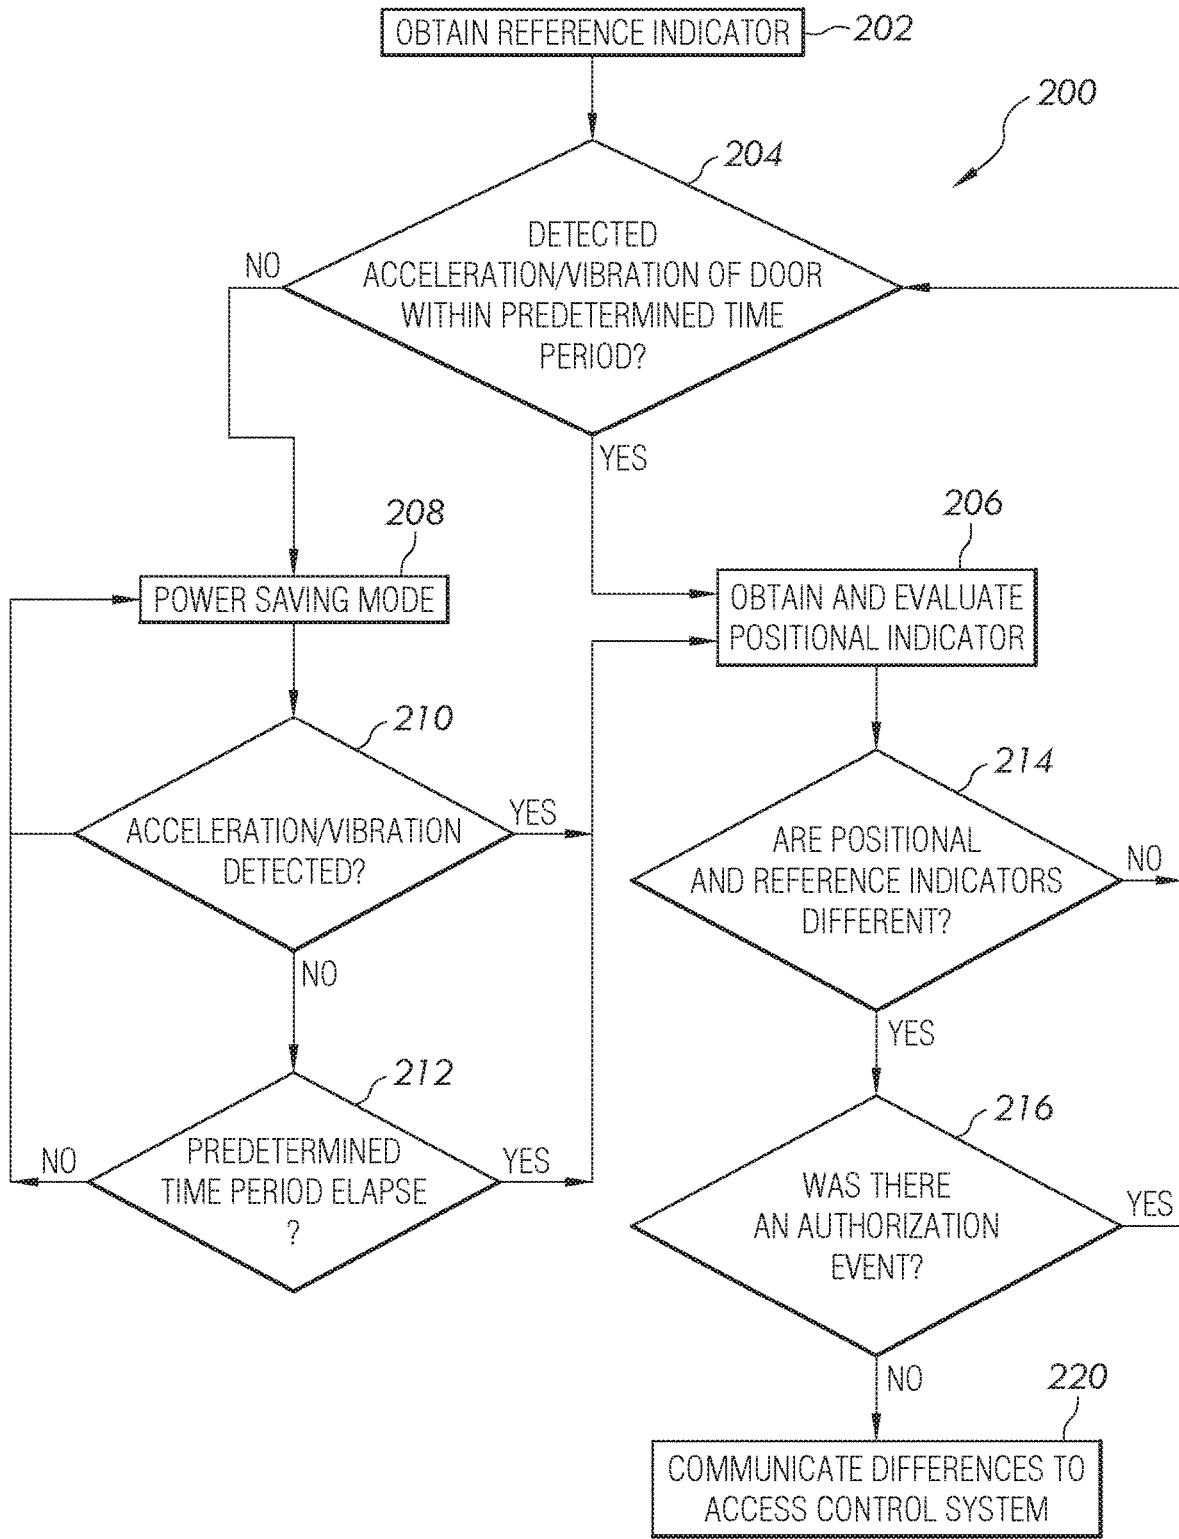 OBTAIN REFERENCE INDICATOR
202
200
204
DETECTED
ACCELERATION/VIBRATION OF DOOR
WITHIN PREDETERMINED TIME
PERIOD?
NO
YES
208
POWER SAVING MODE
206
OBTAIN AND EVALUATE
POSITIONAL INDICATOR
210
ACCELERATION/VIBRATION
DETECTED?
YES
NO
214
ARE POSITIONAL
AND REFERENCE INDICATORS
DIFFERENT?
NO
YES
212
PREDETERMINED
TIME PERIOD ELAPSE
?
NO
YES
216
WAS THERE
AN AUTHORIZATION
EVENT?
YES
NO
220
COMMUNICATE DIFFERENCES TO
ACCESS CONTROL SYSTEM